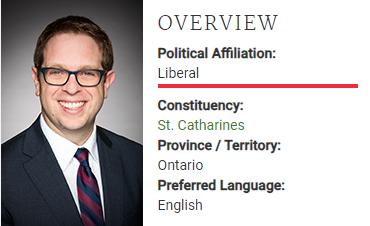 OVERVIEW
Political Affiliation:
Liberal
Constituency:
St. Catharines
Province / Territory:
Ontario
Preferred Language:
English